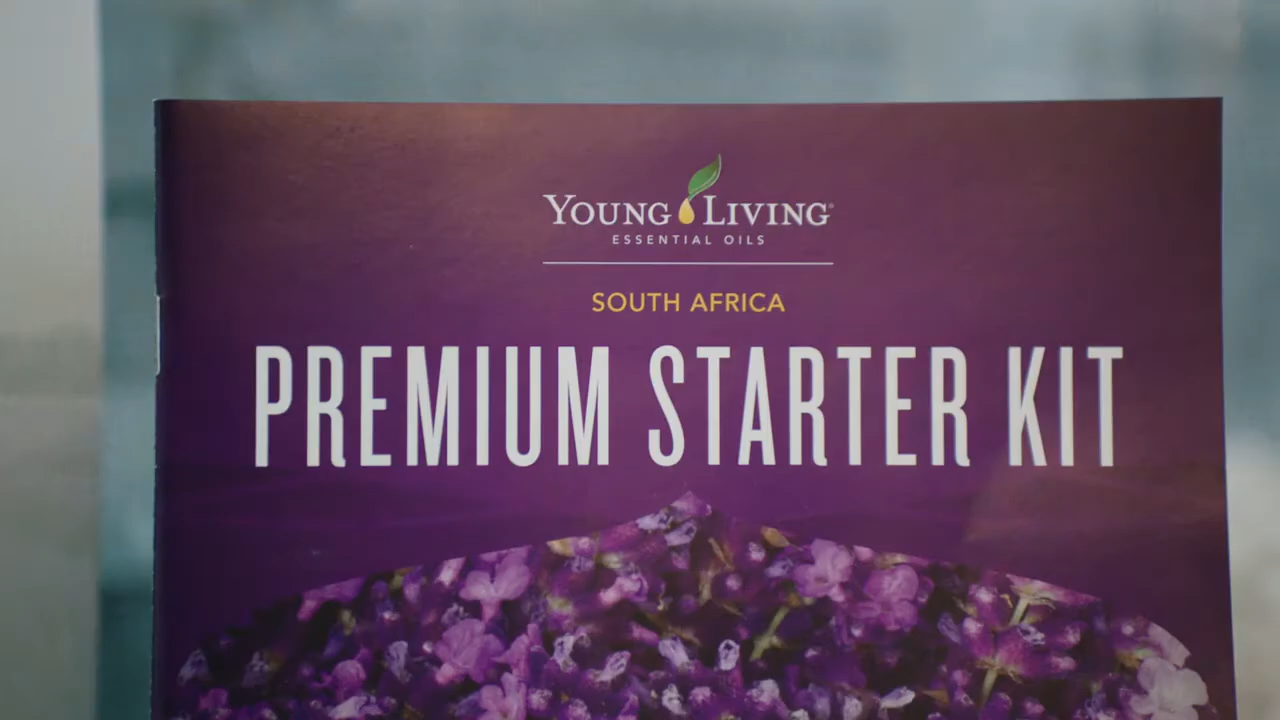 YOUNG LIVING®
ESSENTIAL OILS
SOUTH AFRICA
PREMIUM STARTER KIT